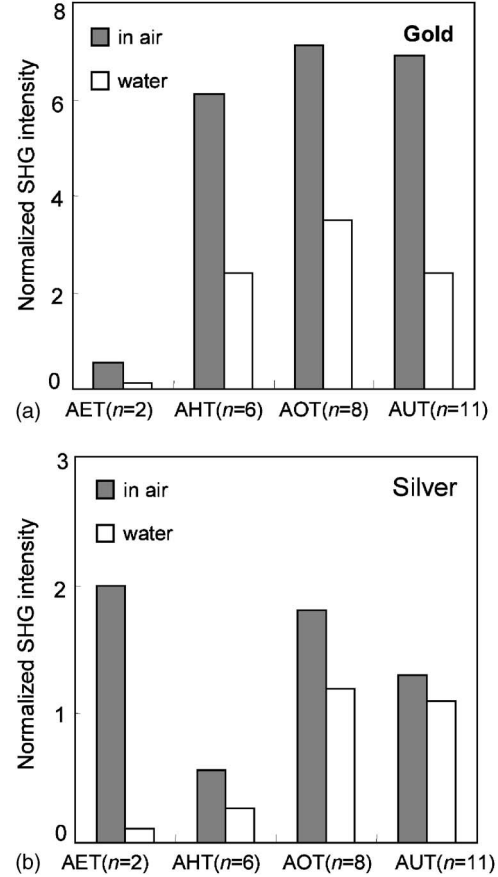 8
6
4
2
0
Normalized SHG intensity
in air
water
Gold
(a)
AET(n=2)
AHT(n=6)
AOT(n=8)
AUT(n=11)
3
2
1
0
Normalized SHG intensity
in air
water
Silver
(b)
AET(n=2)
AHT(n=6)
AOT(n=8)
AUT(n=11)